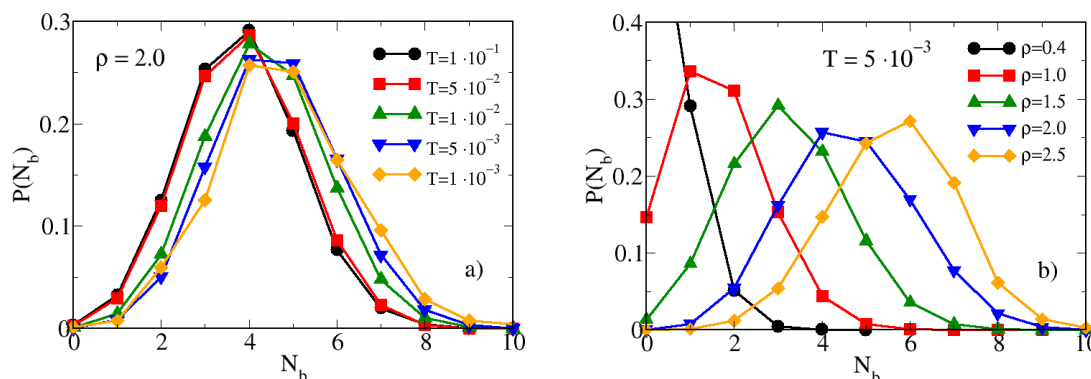 ρ = 2.0
T=1 · 10⁻¹
T=5 · 10⁻²
T=1 · 10⁻²
T=5 · 10⁻³
T=1 · 10⁻³
a)
P(N_b)
0.3
0.2
0.1
0
0 2 4 6 8 10
N_b
T = 5 · 10⁻³
ρ=0.4
ρ=1.0
ρ=1.5
ρ=2.0
ρ=2.5
b)
P(N_b)
0.4
0.3
0.2
0.1
0
0 2 4 6 8 10
N_b